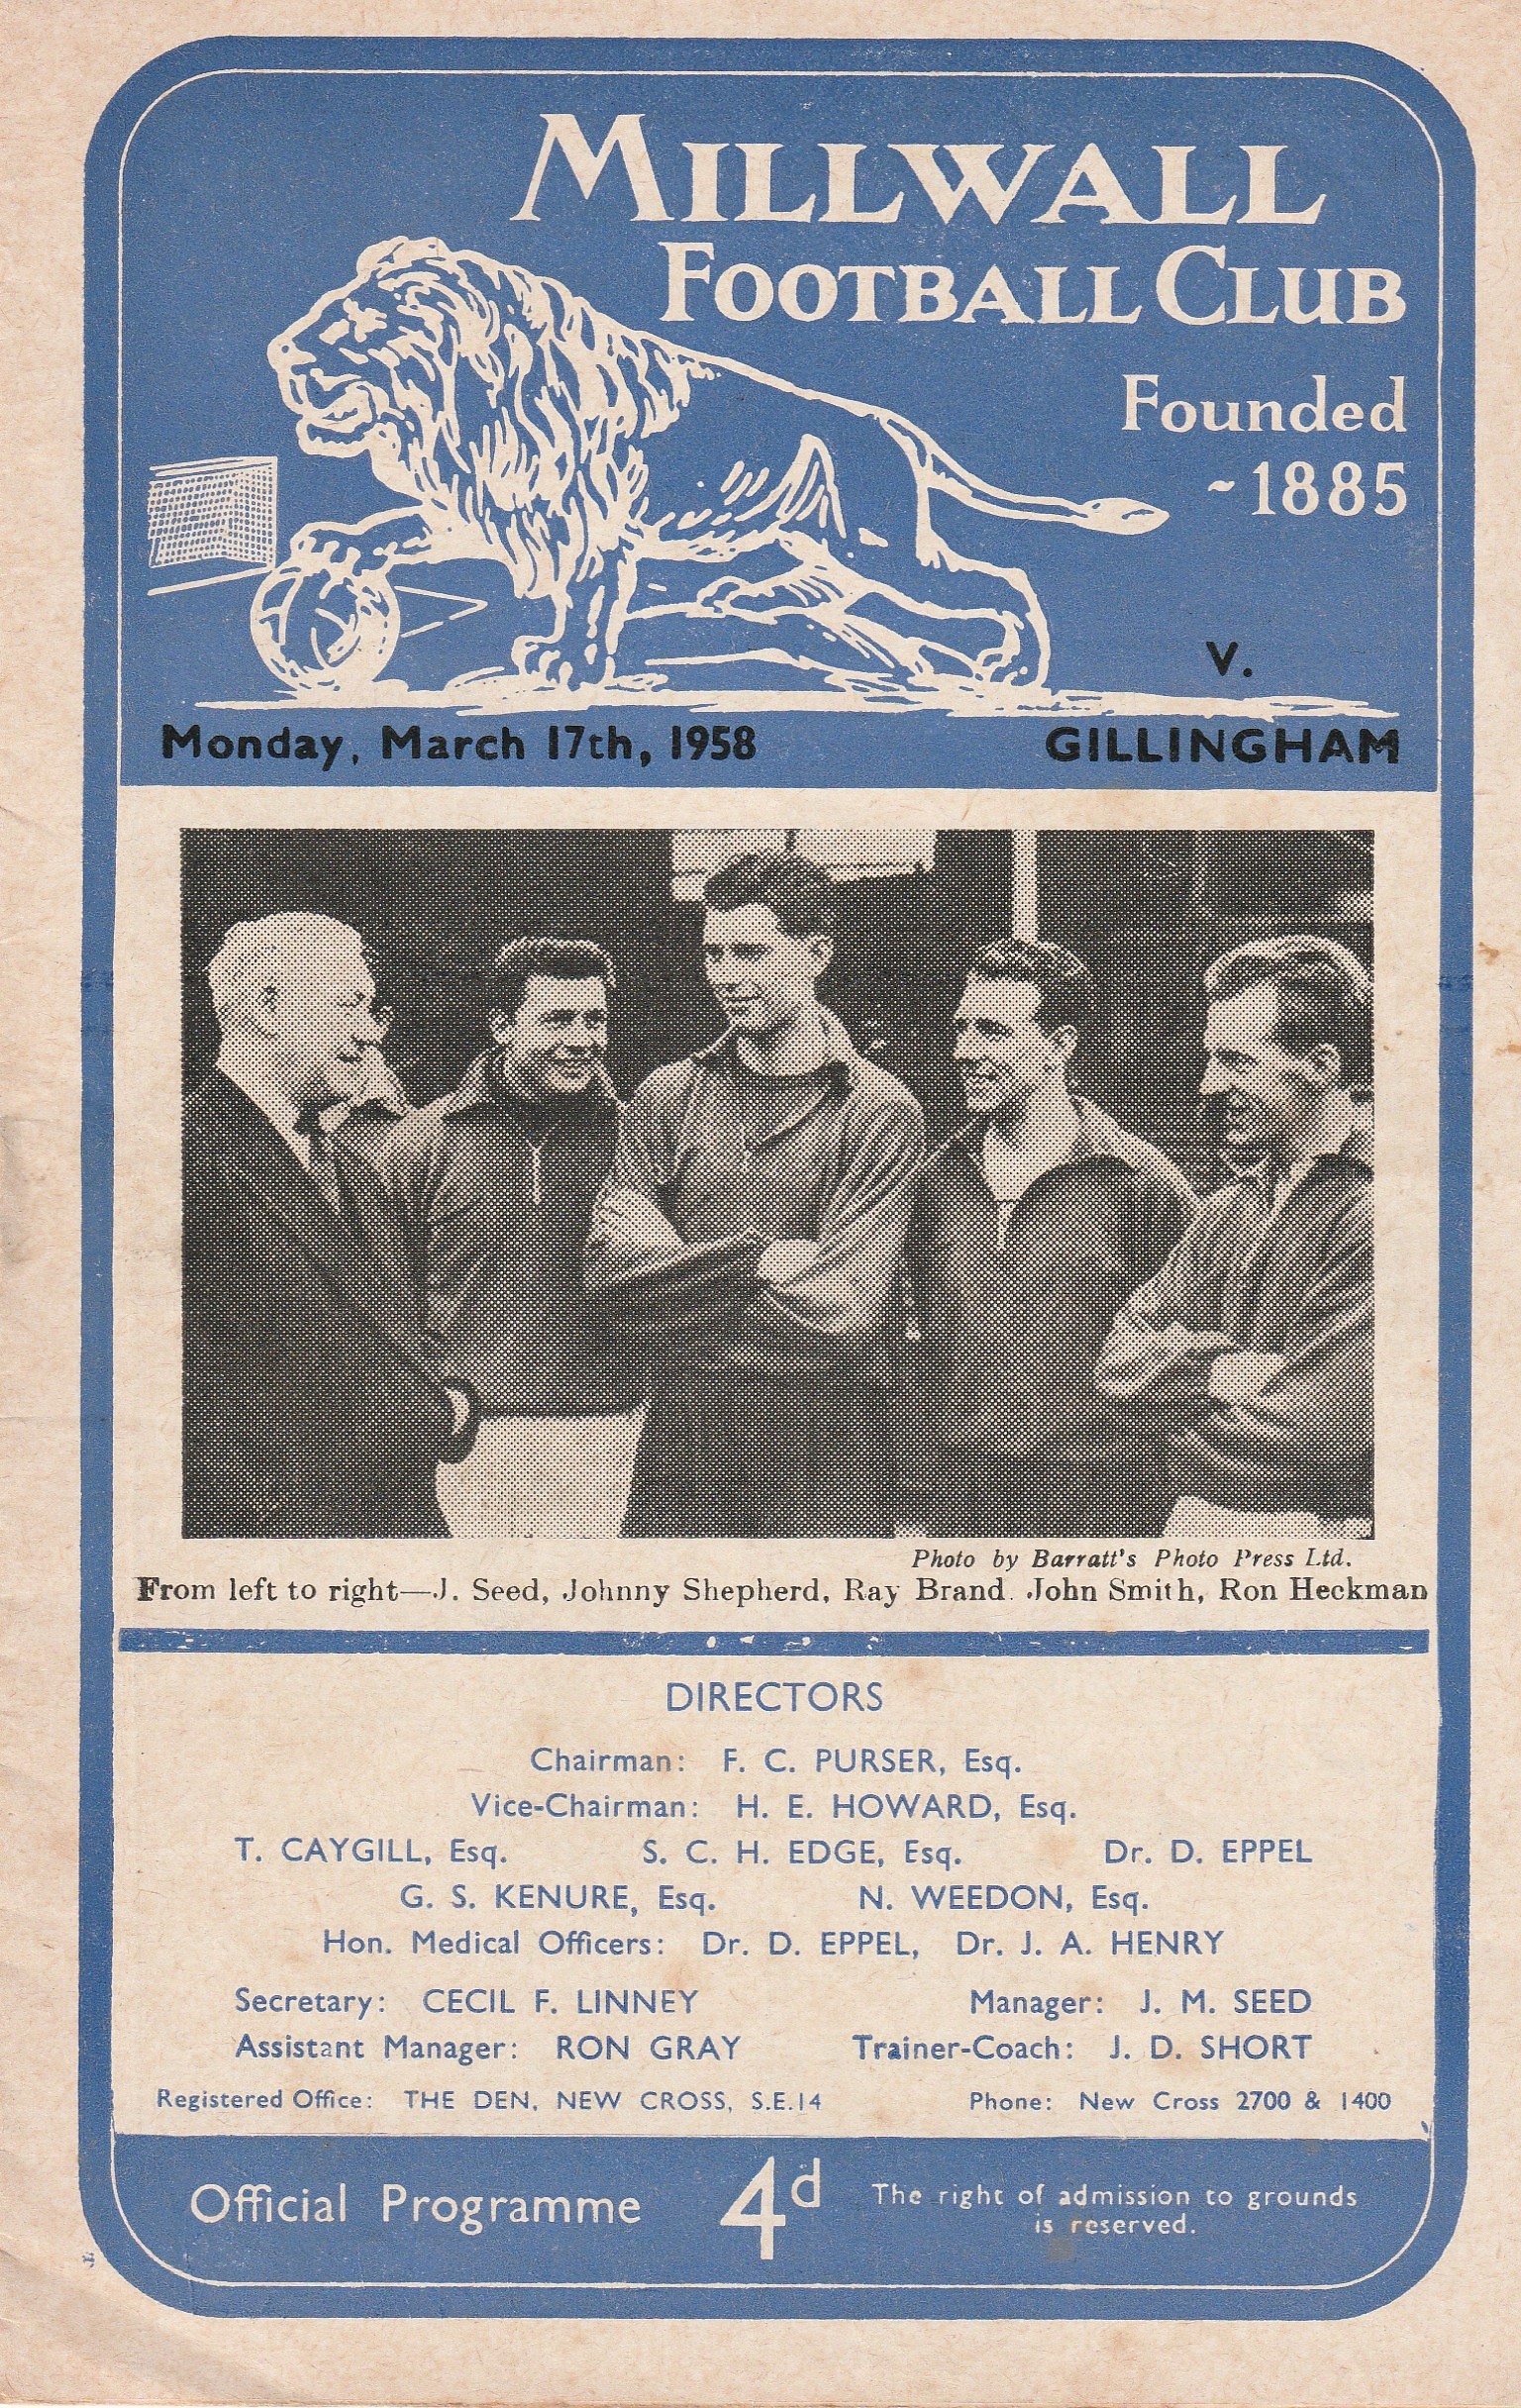 MILLWALL
FOOTBALL CLUB
Founded
~1885
v.
Monday, March 17th, 1958 GILLINGHAM
Photo by Barratt's Photo Press Ltd.
From left to right—J. Seed, Johnny Shepherd, Ray Brand. John Smith, Ron Heckman
DIRECTORS
Chairman: F. C. PURSER, Esq.
Vice-Chairman: H. E. HOWARD, Esq.
T. CAYGILL, Esq. S. C. H. EDGE, Esq. Dr. D. EPPEL
G. S. KENURE, Esq. N. WEEDON, Esq.
Hon. Medical Officers: Dr. D. EPPEL, Dr. J. A. HENRY
Secretary: CECIL F. LINNEY Manager: J. M. SEED
Assistant Manager: RON GRAY Trainer-Coach: J. D. SHORT
Registered Office: THE DEN, NEW CROSS, S.E.14 Phone: New Cross 2700 & 1400
Official Programme 4d The right of admission to grounds
is reserved.